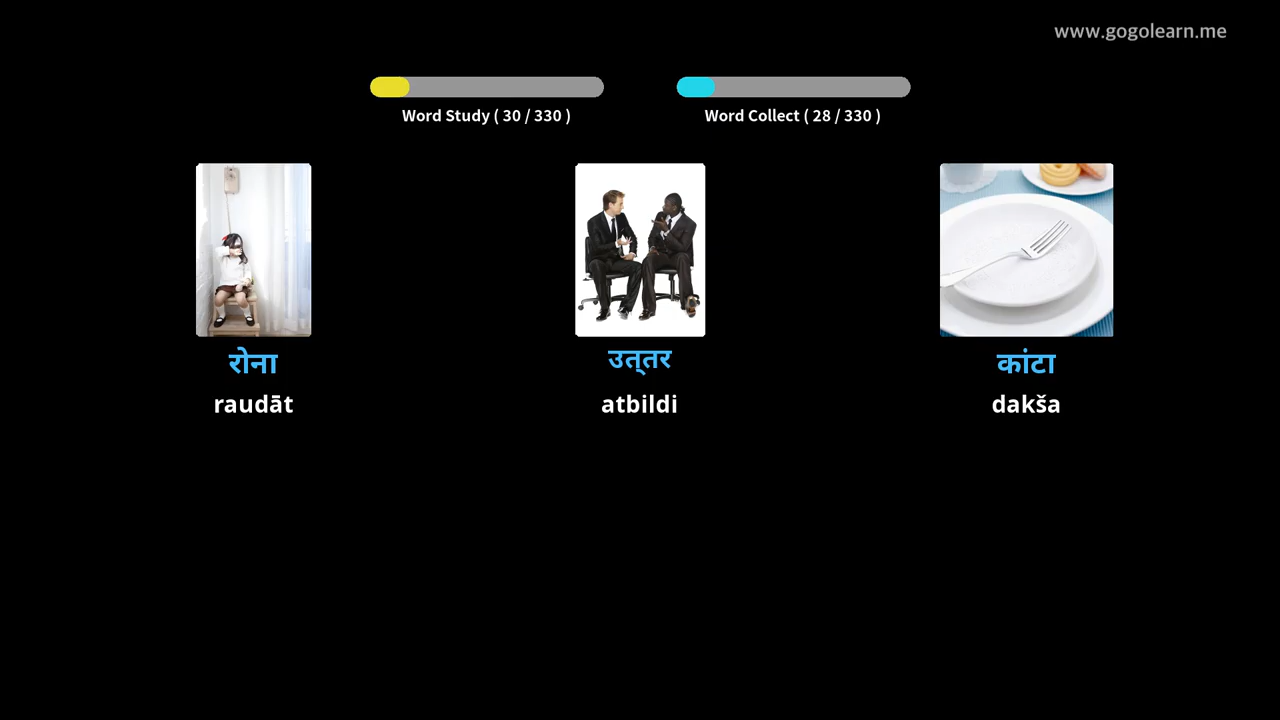 www.gogolearn.me
Word Study ( 30 / 330 )
Word Collect ( 28 / 330 )
रोना
उत्‌तर
कांटा
raudāt
atbildi
dakša